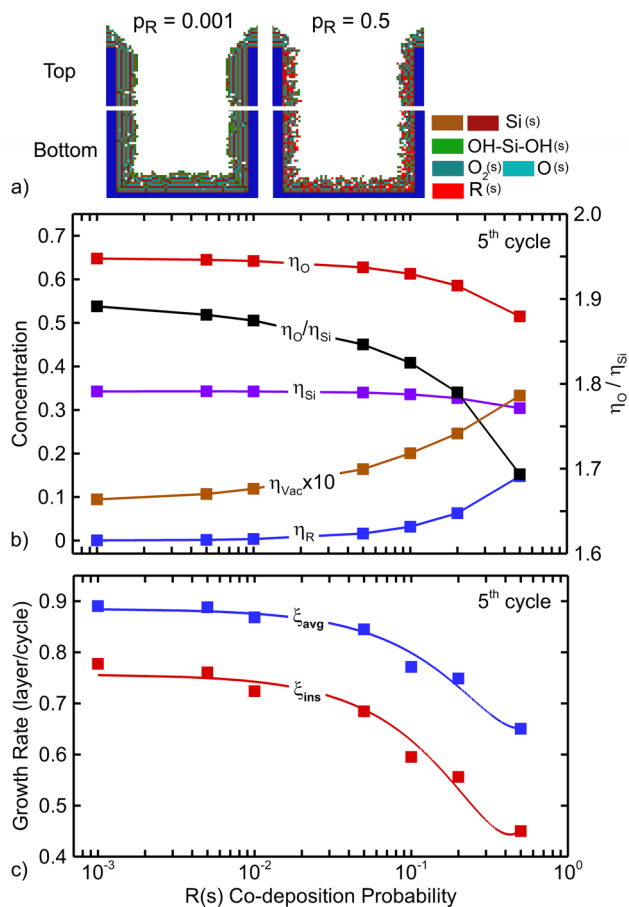 a)
p_R = 0.001
p_R = 0.5
Top
Bottom
Si (s)
OH-Si-OH(s)
O₂(s) O(s)
R(s)
b)
Concentration
0.7
0.6
0.5
0.4
0.3
0.2
0.1
0
5th cycle
η_O
η_O/η_Si
η_Si
η_Vac x10
η_R
2.0
1.9
1.8
1.7
1.6
η_O / η_Si
c)
Growth Rate (layer/cycle)
0.9
0.8
0.7
0.6
0.5
0.4
5th cycle
ξ_avg
ξ_ins
10⁻³
10⁻²
10⁻¹
10⁰
R(s) Co-deposition Probability